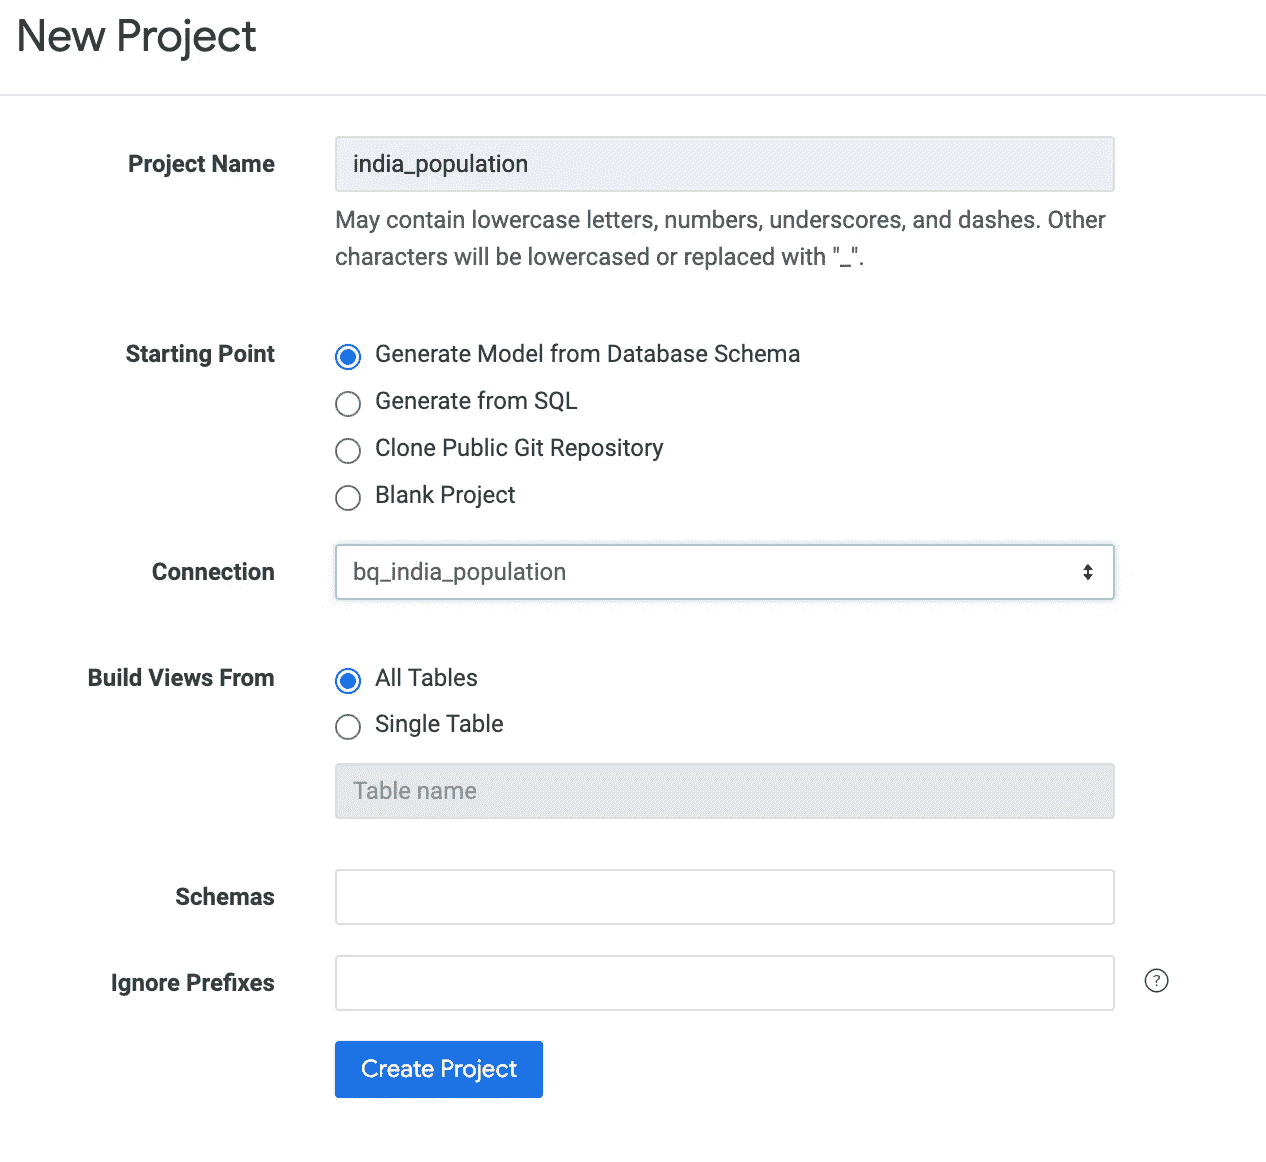 New Project
Project Name
india_population
May contain lowercase letters, numbers, underscores, and dashes. Other
characters will be lowercased or replaced with "_".
Starting Point
Generate Model from Database Schema
Generate from SQL
Clone Public Git Repository
Blank Project
Connection
bq_india_population
Build Views From
All Tables
Single Table
Table name
Schemas
Ignore Prefixes
?
Create Project